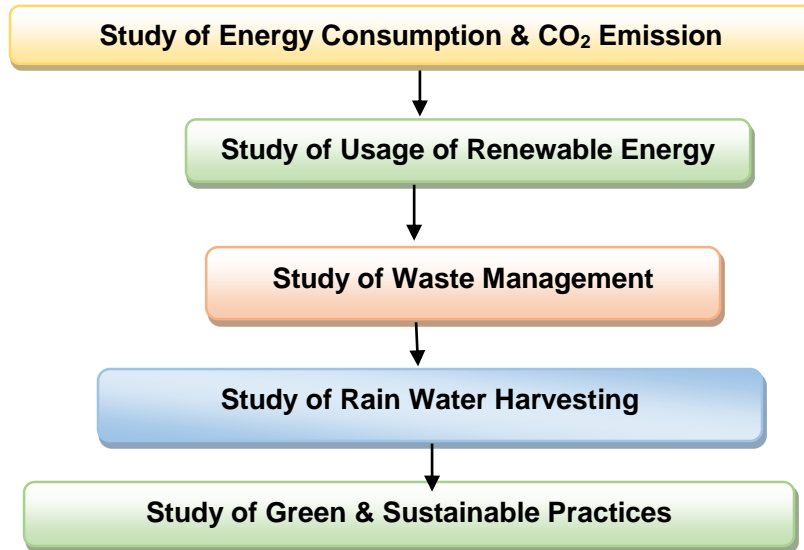 Study of Energy Consumption & CO₂ Emission
Study of Usage of Renewable Energy
Study of Waste Management
Study of Rain Water Harvesting
Study of Green & Sustainable Practices